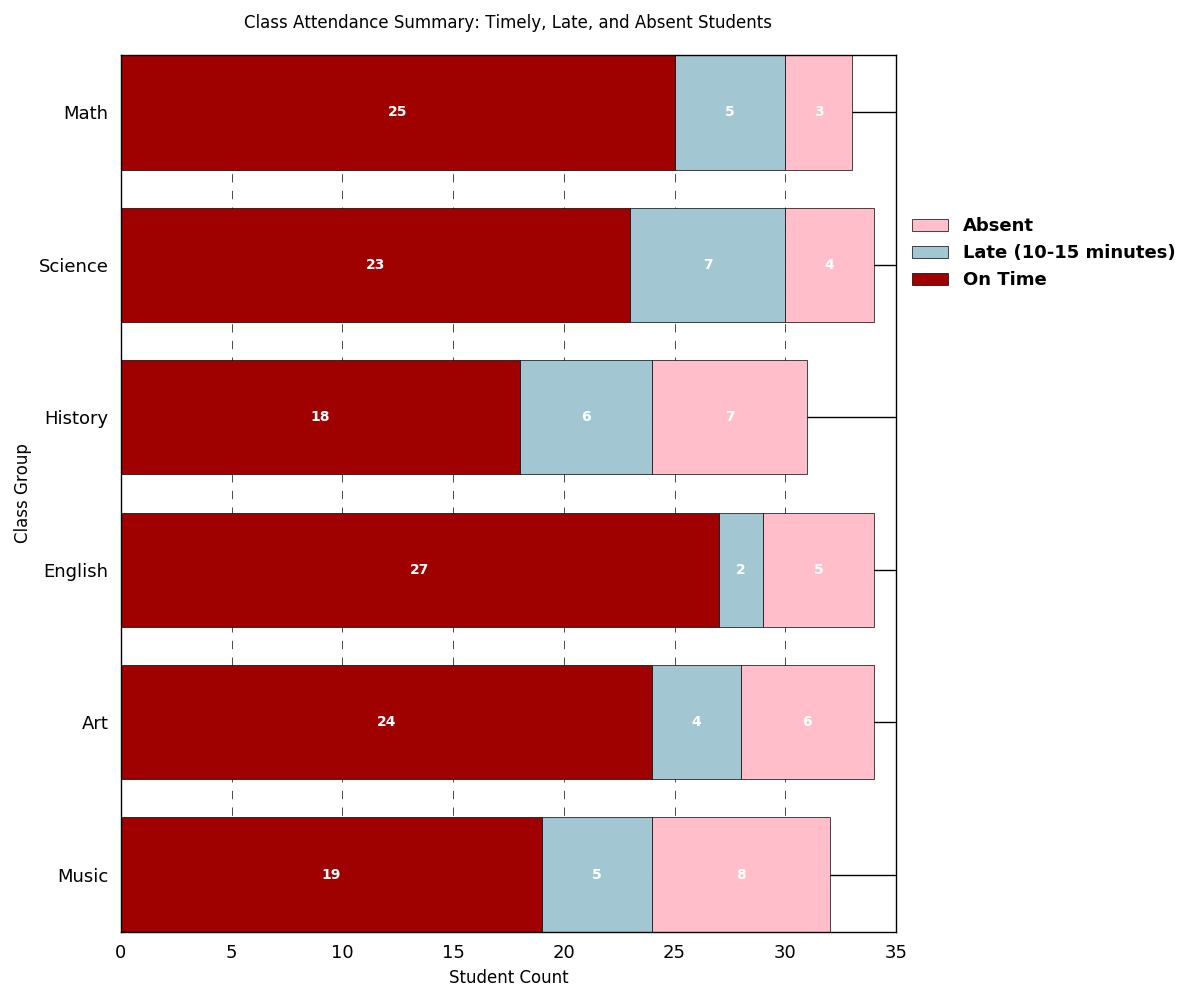 Class Attendance Summary: Timely, Late, and Absent Students
Math
25
5
3
Science
23
7
4
Absent
Late (10-15 minutes)
On Time
History
18
6
7
Class Group
English
27
2
5
Art
24
4
6
Music
19
5
8
0 5 10 15 20 25 30 35
Student Count